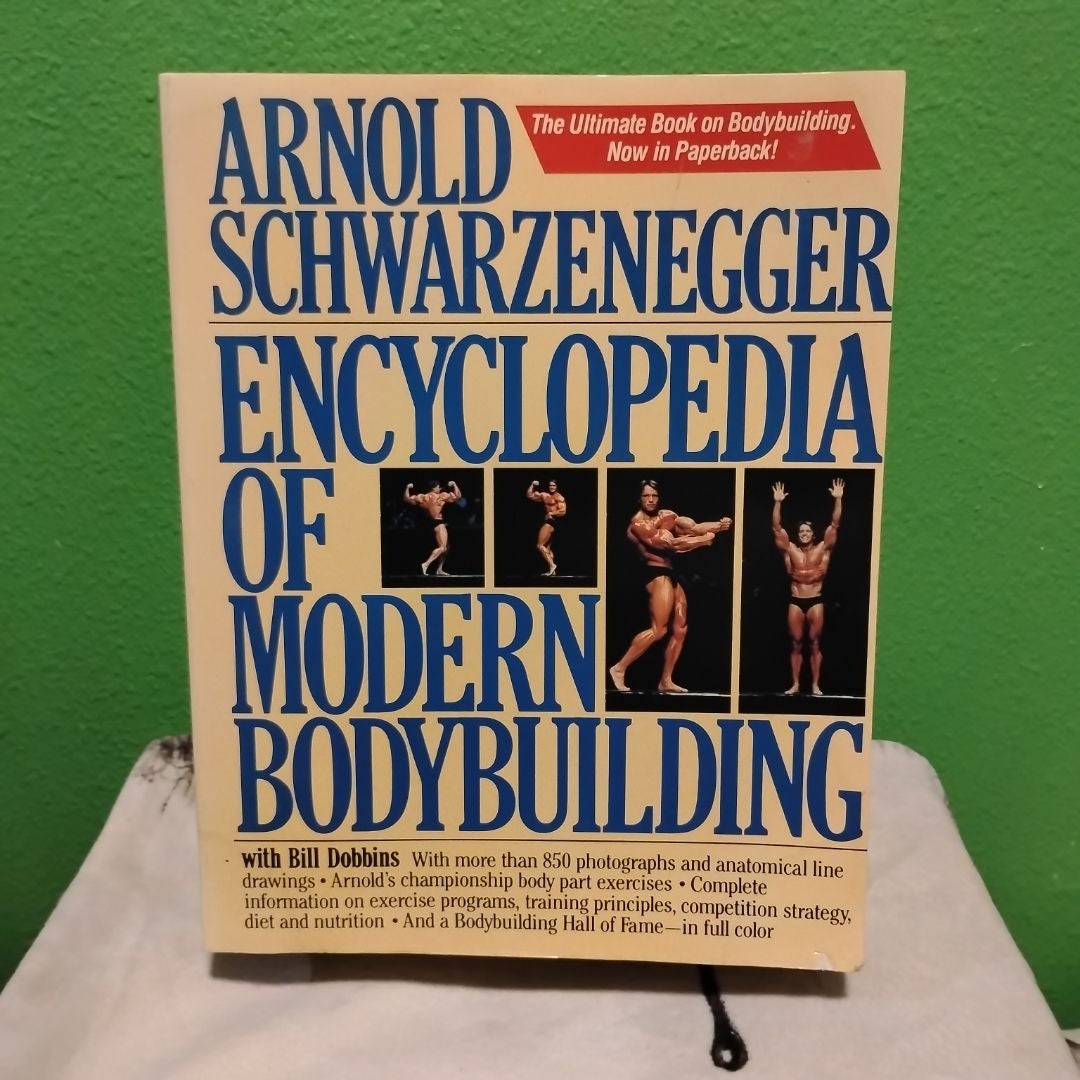 ARNOLD
SCHWARZENEGGER
The Ultimate Book on Bodybuilding.
Now in Paperback!
ENCYCLOPEDIA
OF
MODERN
BODYBUILDING
with Bill Dobbins With more than 850 photographs and anatomical line
drawings • Arnold's championship body part exercises • Complete
information on exercise programs, training principles, competition strategy,
diet and nutrition • And a Bodybuilding Hall of Fame—in full color